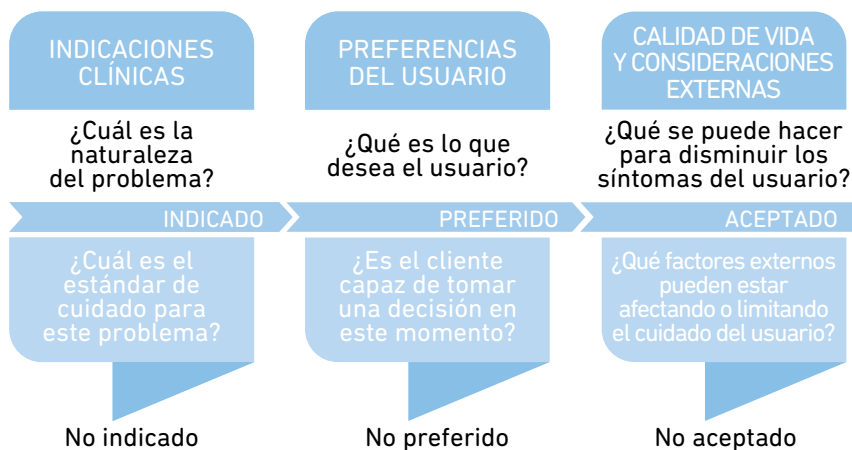 INDICACIONES
CLÍNICAS
¿Cuál es la
naturaleza
del problema?
INDICADO
¿Cuál es el
estándar de
cuidado para
este problema?
No indicado
PREFERENCIAS
DEL USUARIO
¿Qué es lo que
desea el usuario?
PREFERIDO
¿Es el cliente
capaz de tomar
una decisión en
este momento?
No preferido
CALIDAD DE VIDA
Y CONSIDERACIONES
EXTERNAS
¿Qué se puede hacer
para disminuir los
síntomas del usuario?
ACEPTADO
¿Qué factores externos
pueden estar
afectando o limitando
el cuidado del usuario?
No aceptado